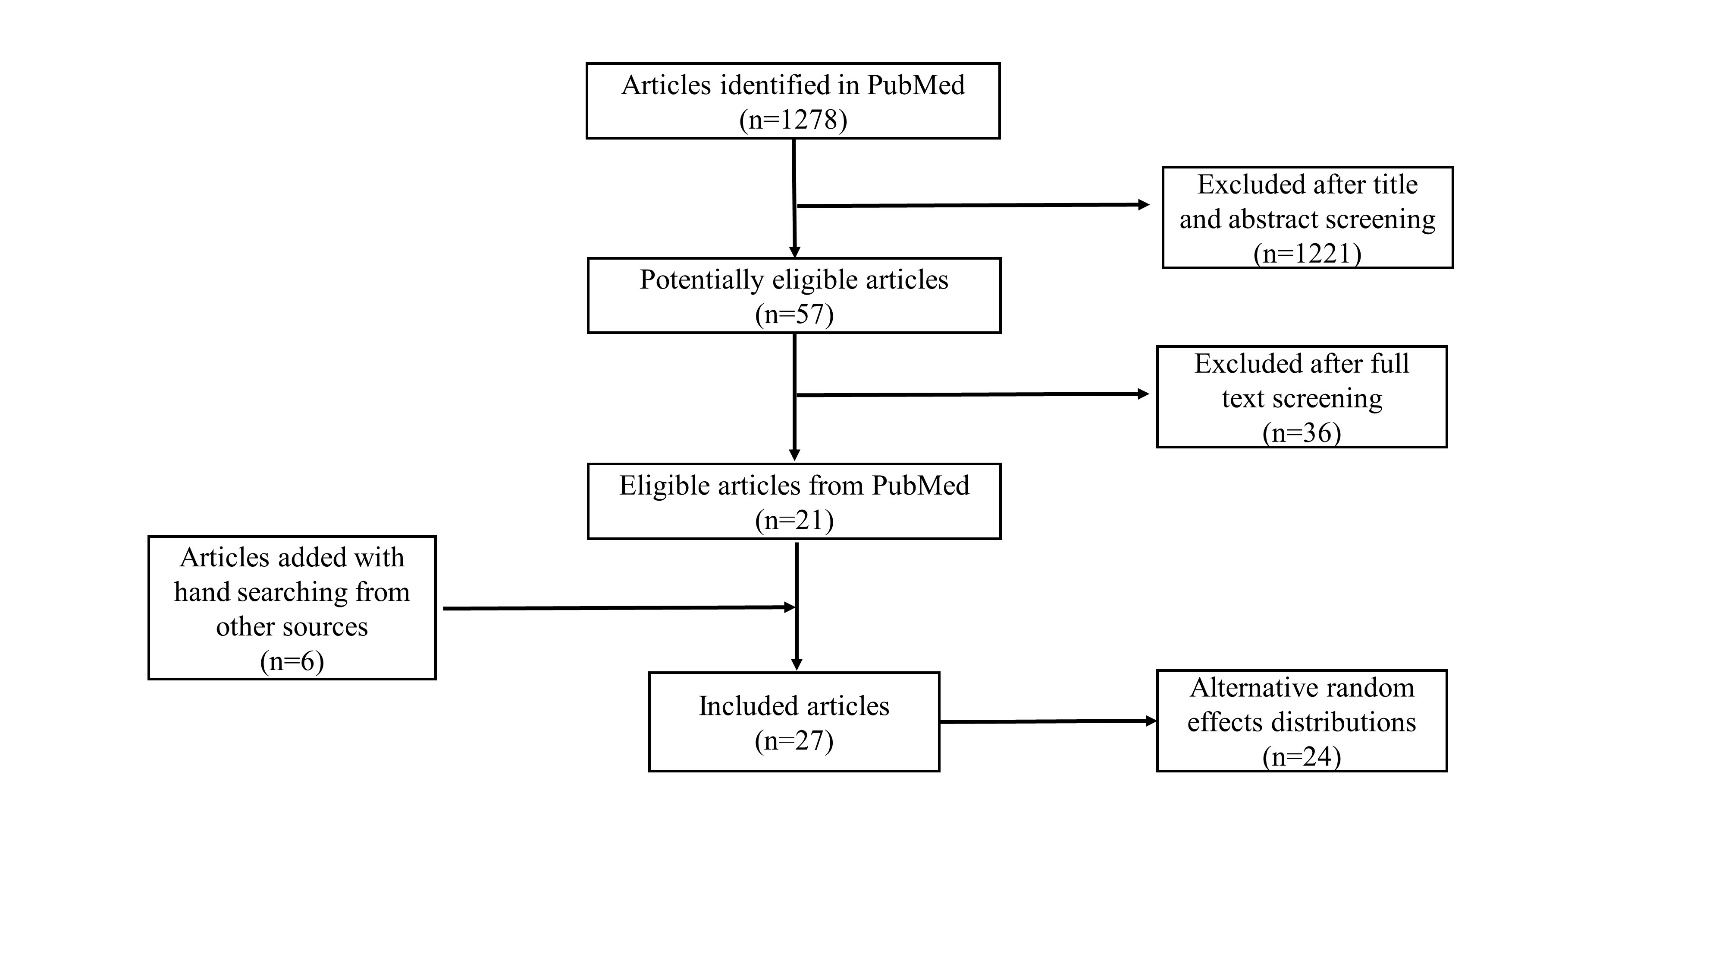 Articles identified in PubMed
(n=1278)
Excluded after title
and abstract screening
(n=1221)
Potentially eligible articles
(n=57)
Excluded after full
text screening
(n=36)
Eligible articles from PubMed
(n=21)
Articles added with
hand searching from
other sources
(n=6)
Included articles
(n=27)
Alternative random
effects distributions
(n=24)